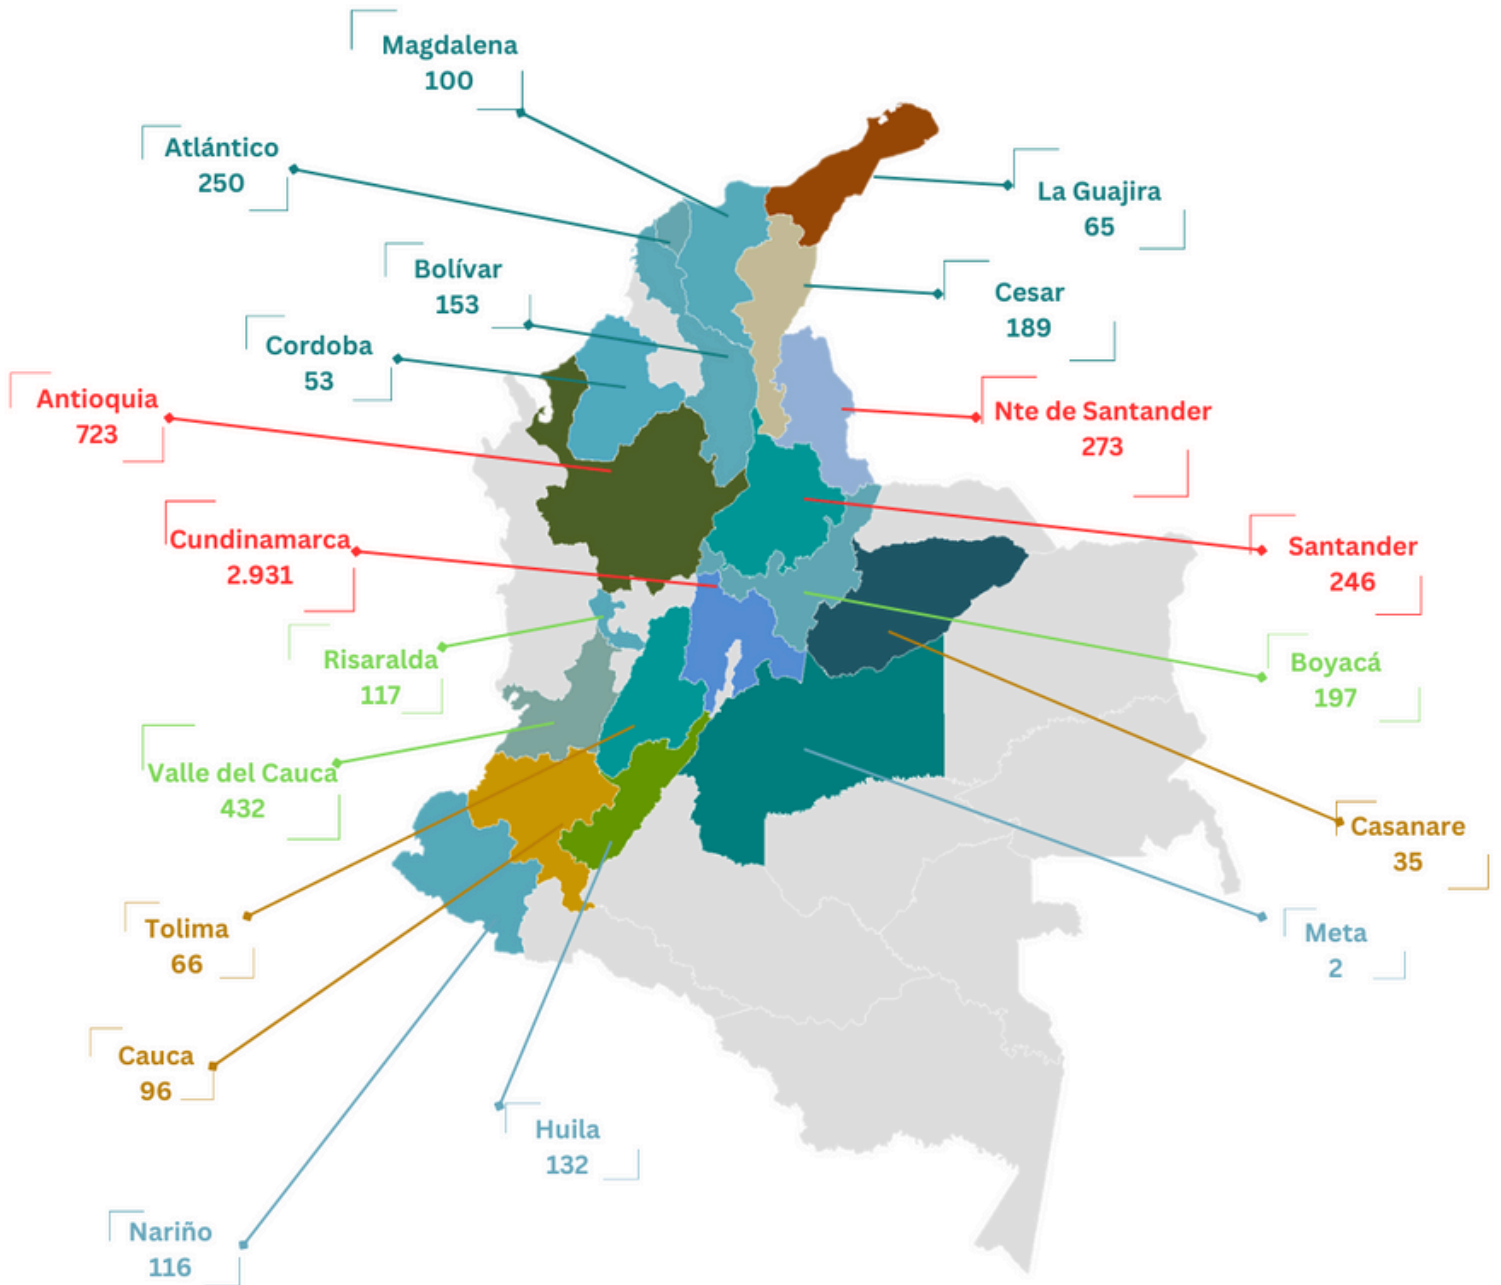 Magdalena
100
Atlántico
250
La Guajira
65
Bolívar
153
Cesar
189
Cordoba
53
Antioquia
723
Nte de Santander
273
Cundinamarca
2.931
Santander
246
Risaralda
117
Boyacá
197
Valle del Cauca
432
Casanare
35
Tolima
66
Meta
2
Cauca
96
Huila
132
Nariño
116